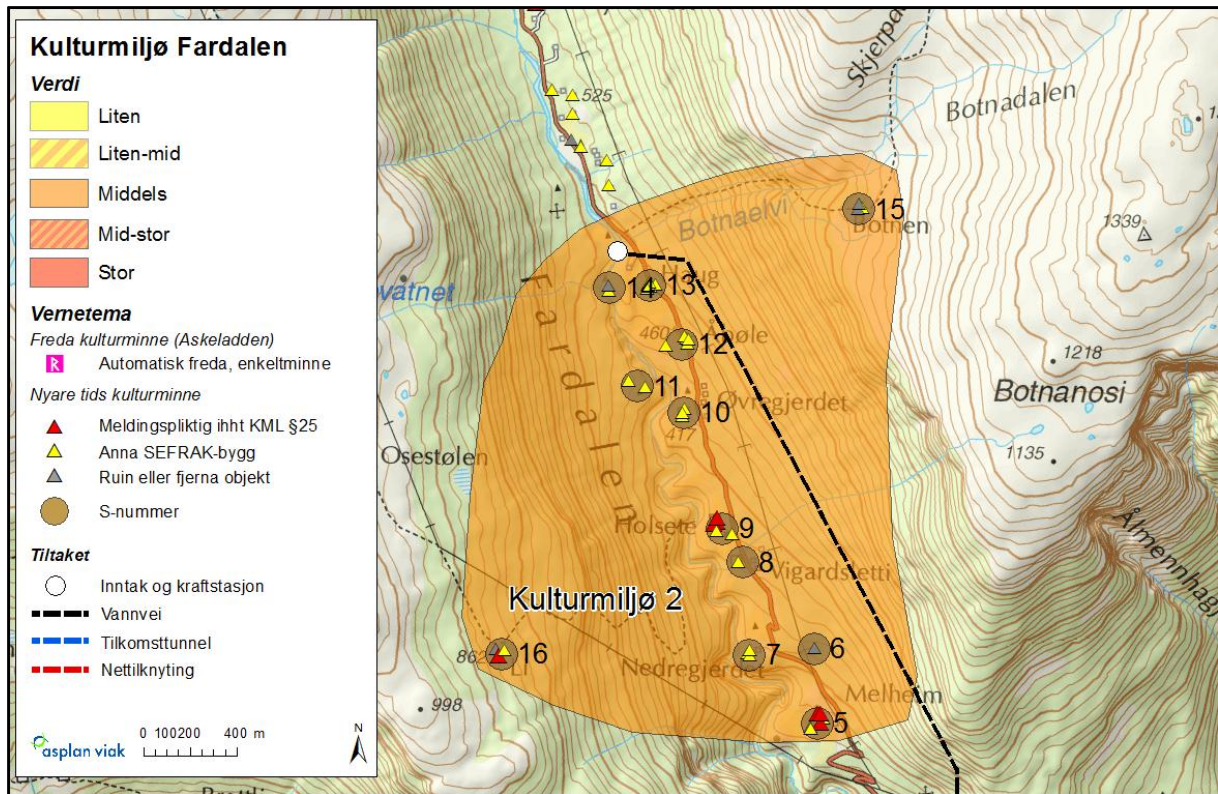 Kulturmiljø Fardalen
Verdi
Liten
Liten-mid
Middels
Mid-stor
Stor
Vernetema
Freda kulturminne (Askeladden)
R
Automatisk freda, enkeltminne
Nyare tids kulturminne
Meldingspliktig ihht KML §25
Anna SEFRAK-bygg
Ruin eller fjerna objekt
S-nummer
Tiltaket
Inntak og kraftstasjon
Vannvei
Tilkomsttunnel
Nettilknyting
asplan viak
0 100200 400 m
N
525
Botnadalen
Botnaelvi
15
Botnen
1339
vatnet
Haug
14
13
Fardalen
460
12
1218
11
Øvregjerdet
10
417
Botnanosi
Osestølen
1135
Holsete
9
8
Vigardsletti
Kulturmiljø 2
862
Li
16
Nedregjerdet
7
6
Melheim
998
5